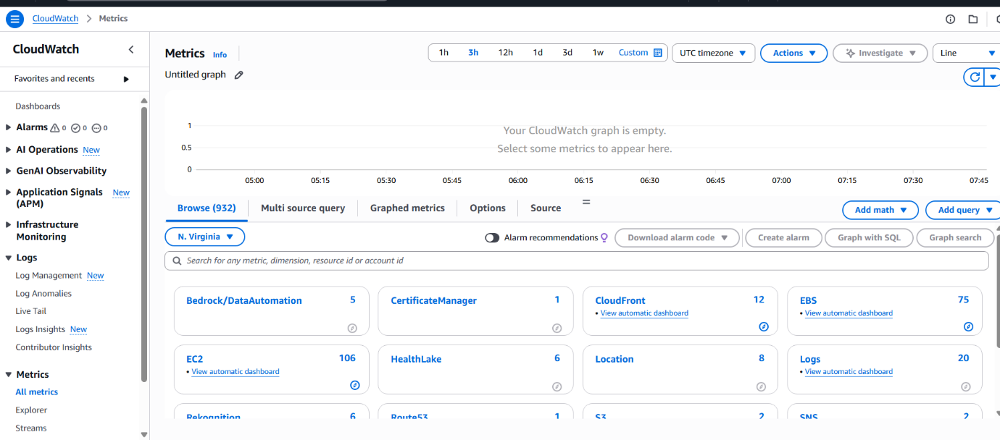 CloudWatch > Metrics
CloudWatch
Favorites and recents
Dashboards
Alarms 0 0 0
AI Operations New
GenAI Observability
Application Signals New
(APM)
Infrastructure
Monitoring
Logs
Log Management New
Log Anomalies
Live Tail
Logs Insights New
Contributor Insights
Metrics
All metrics
Explorer
Streams
Metrics Info
1h 3h 12h 1d 3d 1w Custom UTC timezone Actions Investigate Line
Untitled graph
1
0.5
0
Your CloudWatch graph is empty.
Select some metrics to appear here.
05:00 05:15 05:30 05:45 06:00 06:15 06:30 06:45 07:00 07:15 07:30 07:45
Browse (932) Multi source query Graphed metrics Options Source Add math Add query
N. Virginia Alarm recommendations Download alarm code Create alarm Graph with SQL Graph search
Search for any metric, dimension, resource id or account id
Bedrock/DataAutomation 5
CertificateManager 1
CloudFront 12
• View automatic dashboard
EBS 75
• View automatic dashboard
EC2 106
• View automatic dashboard
HealthLake 6
Location 8
Logs 20
• View automatic dashboard
Rekognition 6
Route53 1
S3 2
SNS 2